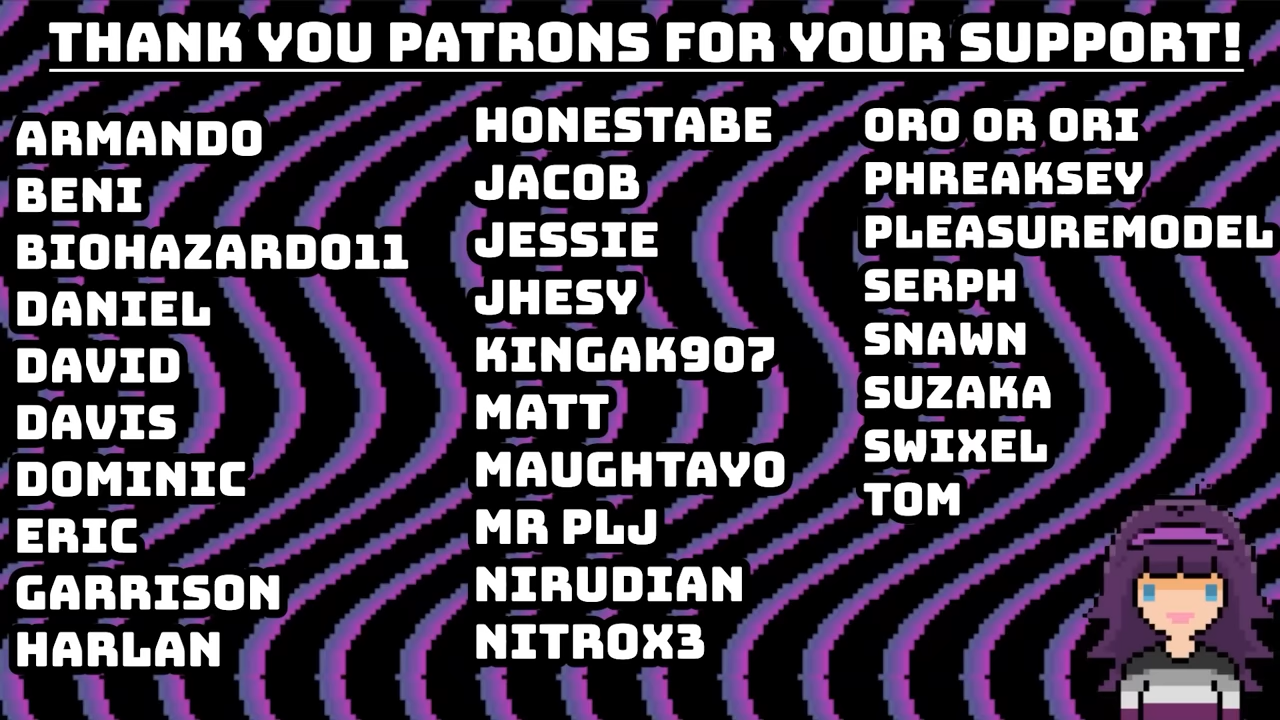 THANK YOU PATRONS FOR YOUR SUPPORT!
ARMANDO
BENI
BIOHAZARD011
DANIEL
DAVID
DAVIS
DOMINIC
ERIC
GARRISON
HARLAN
HONESTABE
JACOB
JESSIE
JHESY
KINGAK907
MATT
MAUGHTAYO
MR PLJ
NIRUDIAN
NITROX3
ORO OR ORI
PHREAKSEY
PLEASUREMODEL
SERPH
SNAWN
SUZAKA
SWIXEL
TOM